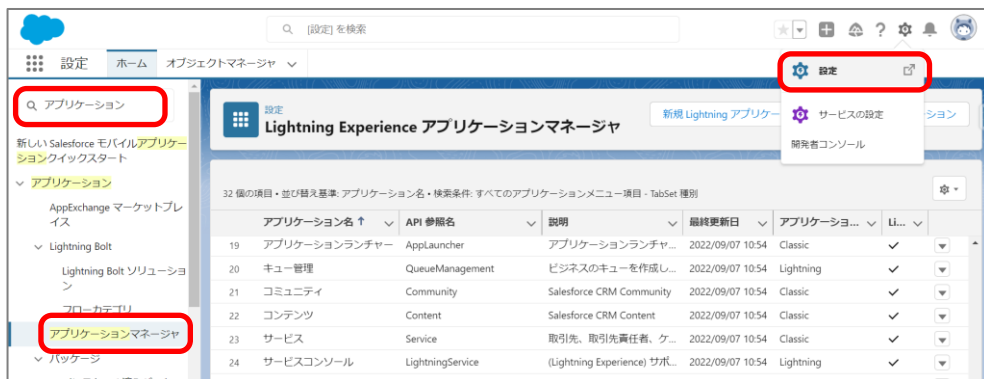 [設定] を検索
設定
ホーム
オブジェクトマネージャ
設定
サービスの設定
開発者コンソール
アプリケーション
新しい Salesforce モバイルアプリケー
ションクイックスタート
アプリケーション
AppExchange マーケットプレ
イス
Lightning Bolt
Lightning Bolt ソリューショ
ン
フローカテゴリ
アプリケーションマネージャ
パッケージ
設定
Lightning Experience アプリケーションマネージャ
新規 Lightning アプリケー
ション
32 個の項目 • 並び替え基準: アプリケーション名 • 検索条件: すべてのアプリケーションメニュー項目 - TabSet 種別
アプリケーション名 ↑ API 参照名 説明 最終更新日 アプリケーショ... Li...
19 アプリケーションランチャー AppLauncher アプリケーションランチャ... 2022/09/07 10:54 Classic
20 キュー管理 QueueManagement ビジネスのキューを作成し... 2022/09/07 10:54 Lightning
21 コミュニティ Community Salesforce CRM Community 2022/09/07 10:54 Classic
22 コンテンツ Content Salesforce CRM Content 2022/09/07 10:54 Classic
23 サービス Service 取引先、取引先責任者、ケ... 2022/09/07 10:54 Classic
24 サービスコンソール LightningService (Lightning Experience) サポ... 2022/09/07 10:54 Lightning